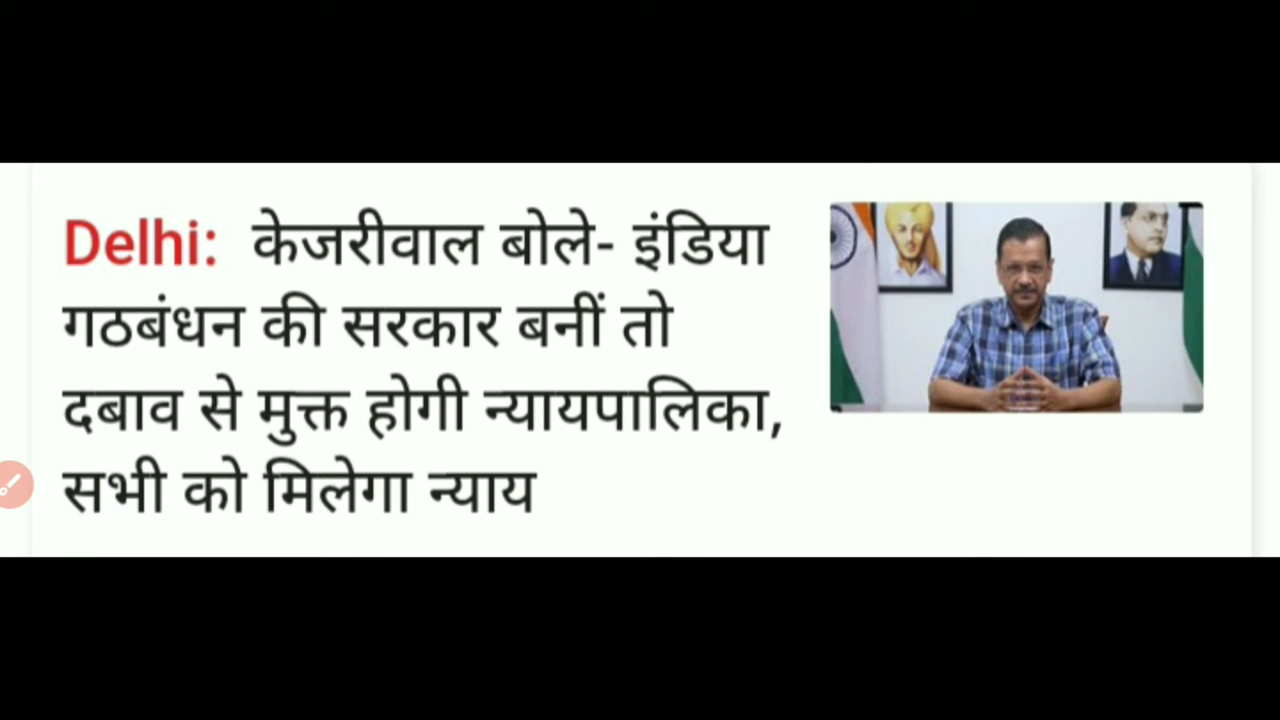 Delhi: केजरीवाल बोले- इंडिया
गठबंधन की सरकार बनीं तो
दबाव से मुक्त होगी न्यायपालिका,
सभी को मिलेगा न्याय